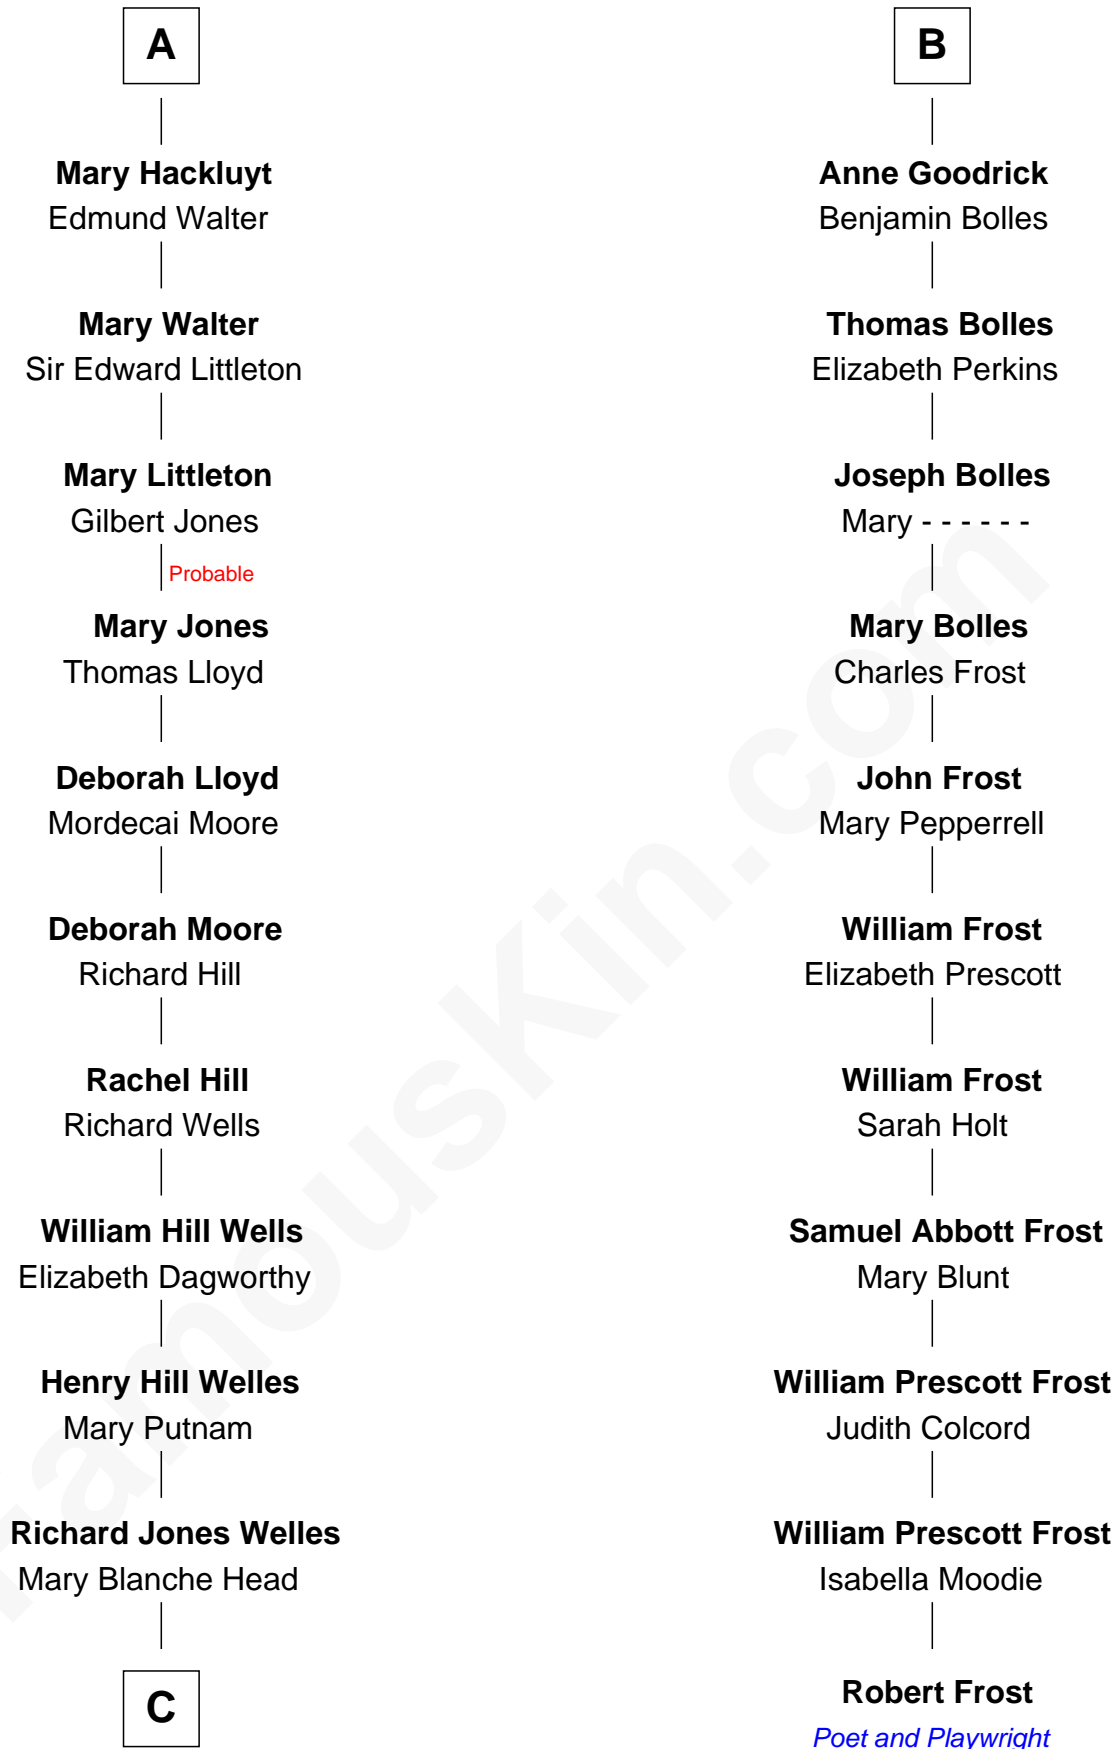 A
Mary Hackluyt
Edmund Walter
Mary Walter
Sir Edward Littleton
Mary Littleton
Gilbert Jones
Probable
Mary Jones
Thomas Lloyd
Deborah Lloyd
Mordecai Moore
Deborah Moore
Richard Hill
Rachel Hill
Richard Wells
William Hill Wells
Elizabeth Dagworthy
Henry Hill Welles
Mary Putnam
Richard Jones Welles
Mary Blanche Head
C
B
Anne Goodrick
Benjamin Bolles
Thomas Bolles
Elizabeth Perkins
Joseph Bolles
Mary - - - - - -
Mary Bolles
Charles Frost
John Frost
Mary Pepperrell
William Frost
Elizabeth Prescott
William Frost
Sarah Holt
Samuel Abbott Frost
Mary Blunt
William Prescott Frost
Judith Colcord
William Prescott Frost
Isabella Moodie
Robert Frost
Poet and Playwright
FamousKin.com